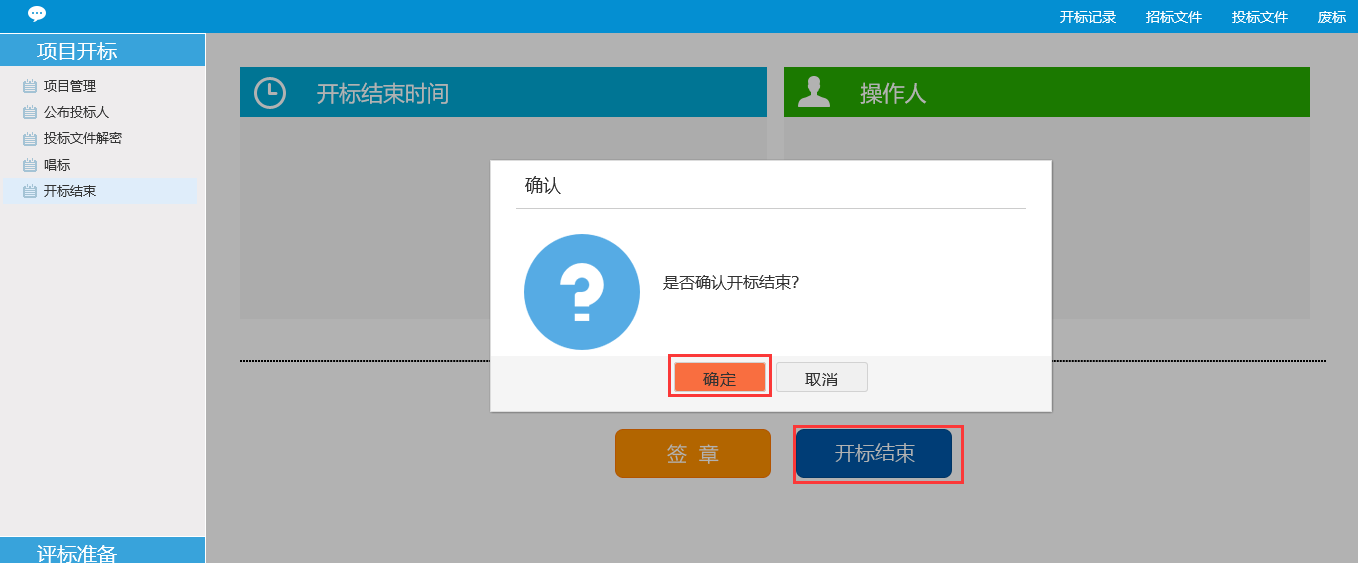 开标记录 招标文件 投标文件 废标
项目开标
项目管理
公布投标人
投标文件解密
唱标
开标结束
评标准备
开标结束时间
操作人
确认
是否确认开标结束?
确定 取消
签 章 开标结束